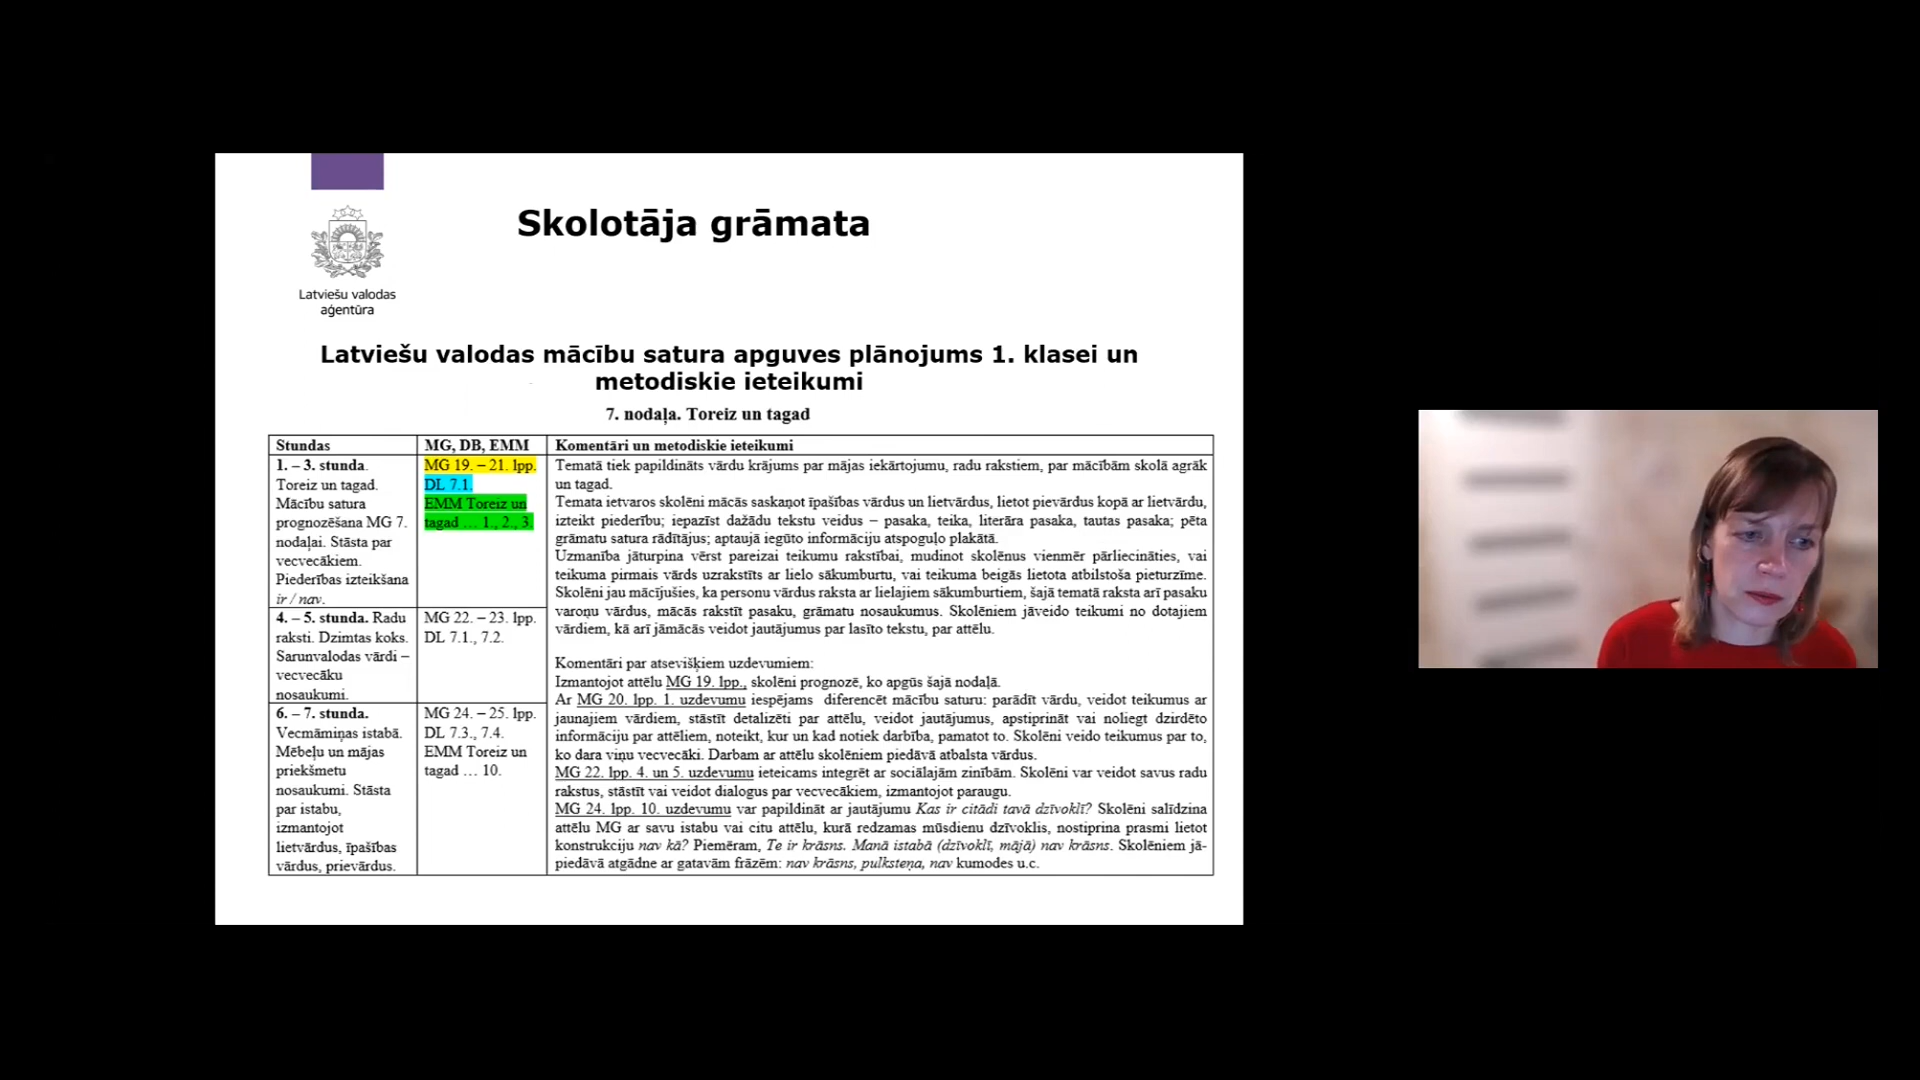 Skolotāja grāmata
Latviešu valodas
aģentūra
Latviešu valodas mācību satura apguves plānojums 1. klasei un
metodiskie ieteikumi
7. nodaļa. Toreiz un tagad
Stundas
MG, DB, EMM
Komentāri un metodiskie ieteikumi
1. – 3. stunda.
Toreiz un tagad.
Mācību satura
prognozēšana MG 7.
nodaļai. Stāsta par
vecvecākiem.
Piederības izteikšana
ir / nav.
MG 19. – 21. lpp.
DL 7.1.
EMM Toreiz un
tagad … 1., 2., 3.
4. – 5. stunda. Radu
raksti. Dzimtas koks.
Sarunvalodas vārdi –
vecvecāku
nosaukumi.
MG 22. – 23. lpp.
DL 7.1., 7.2.
6. – 7. stunda.
Vecmāmiņas istabā.
Mēbeļu un mājas
priekšmetu
nosaukumi. Stāsta
par istabu,
izmantojot
lietvārdus, īpašības
vārdus, prievārdus.
MG 24. – 25. lpp.
DL 7.3., 7.4.
EMM Toreiz un
tagad … 10.
Tematā tiek papildināts vārdu krājums par mājas iekārtojumu, radu rakstiem, par mācībām skolā agrāk
un tagad.
Temata ietvaros skolēni mācās saskaņot īpašības vārdus un lietvārdus, lietot pievārdus kopā ar lietvārdu,
izteikt piederību; iepazīst dažādu tekstu veidus – pasaka, teika, literāra pasaka, tautas pasaka; pēta
grāmatu satura rādītājus; aptaujā iegūto informāciju atspoguļo plakātā.
Uzmanība jāturpina vērst pareizai teikumu rakstībai, mudinot skolēnus vienmēr pārliecināties, vai
teikuma pirmais vārds uzrakstīts ar lielo sākumburtu, vai teikuma beigās lietota atbilstoša pieturzīme.
Skolēni jau mācījušies, ka personu vārdus raksta ar lielajiem sākumburtiem, šajā tematā raksta arī pasaku
varoņu vārdus, mācās rakstīt pasaku, grāmatu nosaukumus. Skolēniem jāveido teikumi no dotajiem
vārdiem, kā arī jāmācās veidot jautājumus par lasīto tekstu, par attēlu.
Komentāri par atsevišķiem uzdevumiem:
Izmantojot attēlu MG 19. lpp., skolēni prognozē, ko apgūs šajā nodaļā.
Ar MG 20. lpp. 1. uzdevumu iespējams diferencēt mācību saturu: parādīt vārdu, veidot teikumus ar
jaunajiem vārdiem, stāstīt detalizēti par attēlu, veidot jautājumus, apstiprināt vai noliegt dzirdēto
informāciju par attēliem, noteikt, kur un kad notiek darbība, pamatot to. Skolēni veido teikumus par to,
ko dara viņu vecvecāki. Darbam ar attēlu skolēniem piedāvā atbalsta vārdus.
MG 22. lpp. 4. un 5. uzdevumu ieteicams integrēt ar sociālajām zinībām. Skolēni var veidot savus radu
rakstus, stāstīt vai veidot dialogus par vecvecākiem, izmantojot paraugu.
MG 24. lpp. 10. uzdevumu var papildināt ar jautājumu Kas ir citādi tavā dzīvoklī? Skolēni salīdzina
attēlu MG ar savu istabu vai citu attēlu, kurā redzamas mūsdienu dzīvoklis, nostiprina prasmi lietot
konstrukciju nav kā? Piemēram, Te ir krāsns. Manā istabā (dzīvoklī, mājā) nav krāsns. Skolēniem jā-
piedāvā atgādne ar gatavām frāzēm: nav krāsns, pulksteņa, nav kumodes u.c.